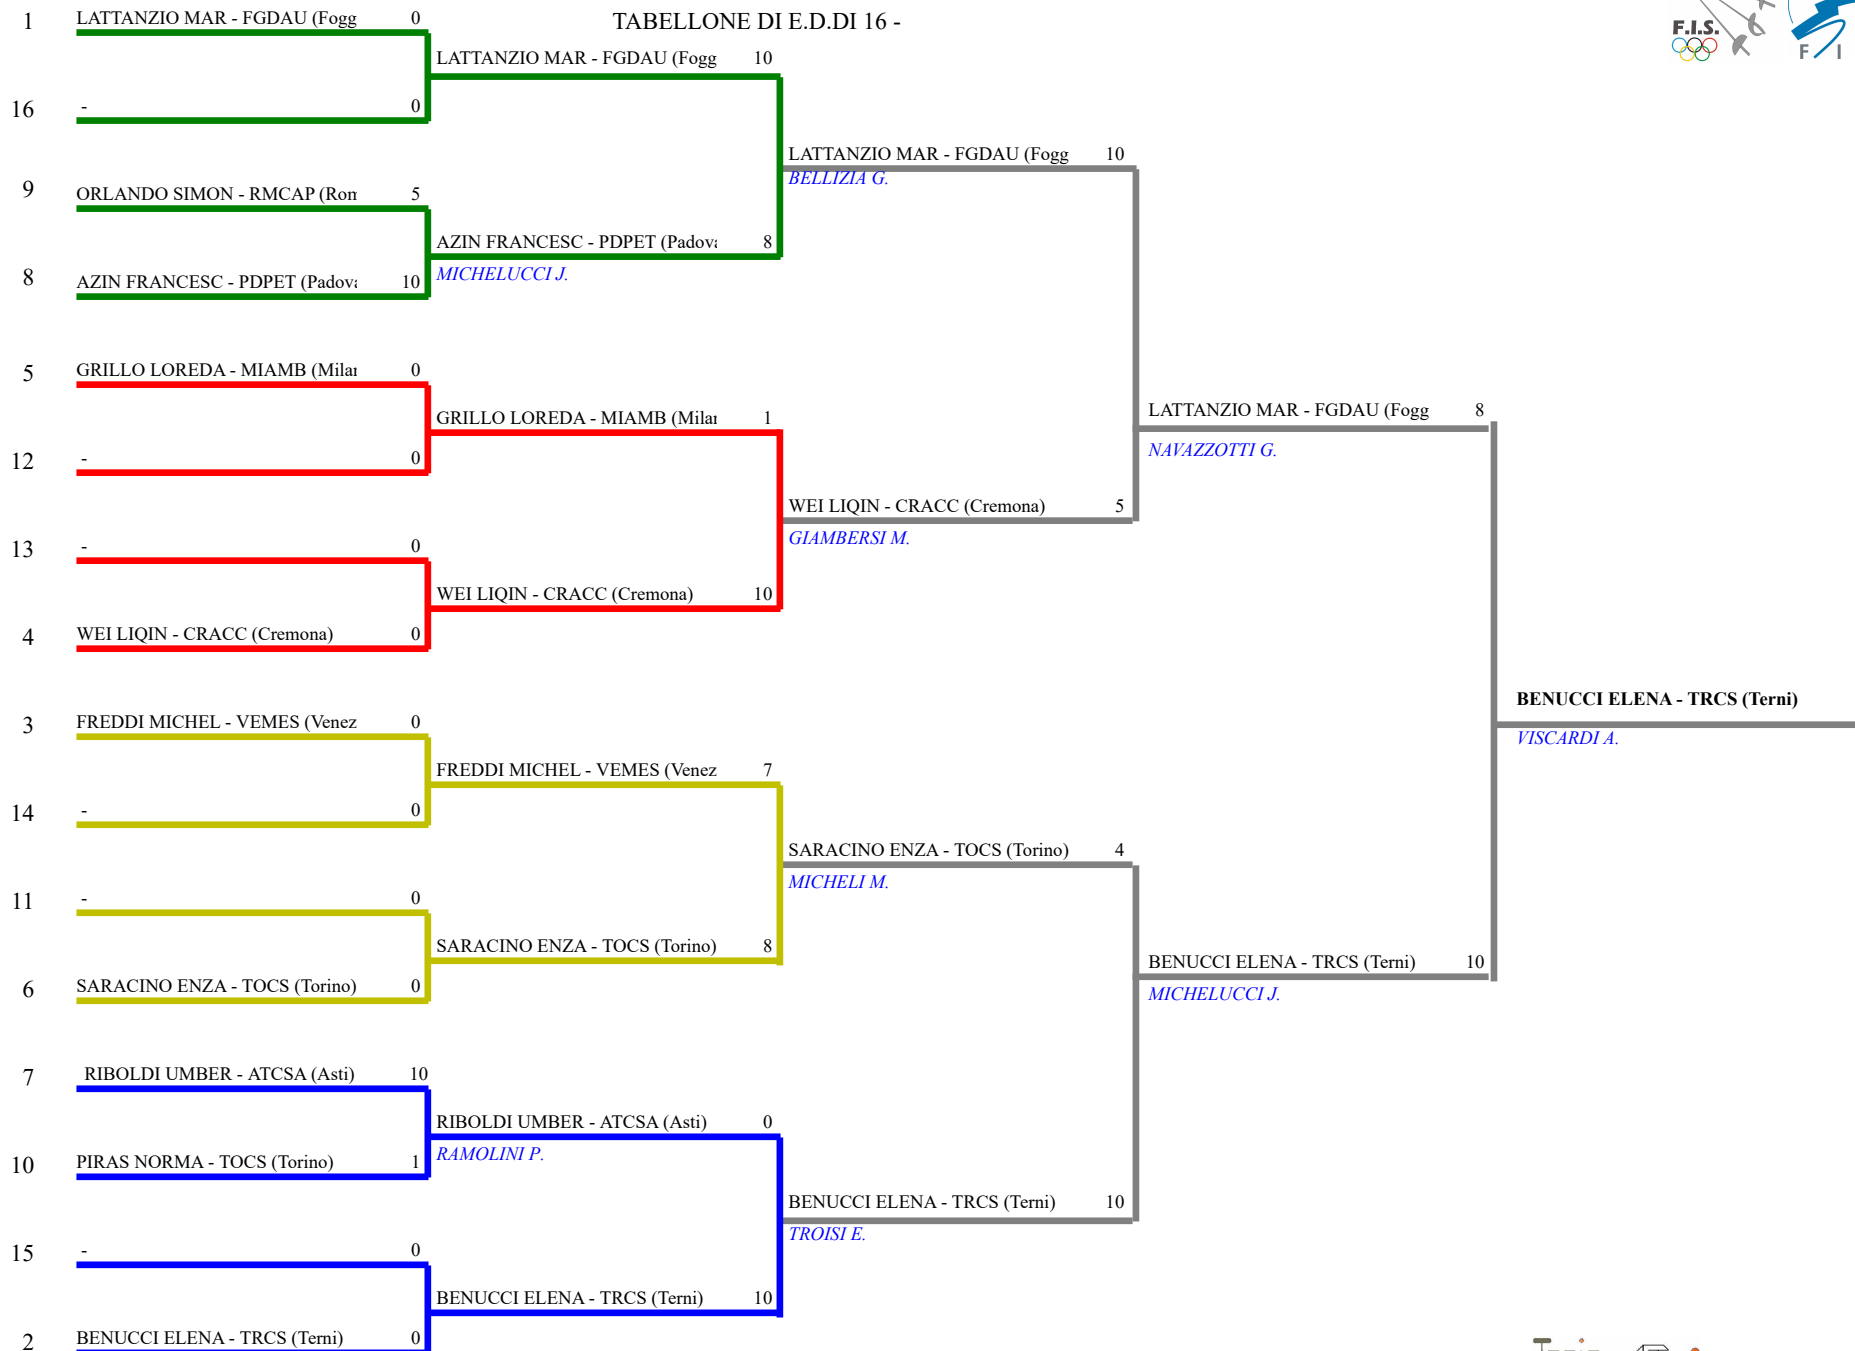 TABELLONE DI E.D.DI 16 -
F.I.S.
F I
1 LATTANZIO MAR - FGDAU (Fogg 0
LATTANZIO MAR - FGDAU (Fogg 10
16 - 0
LATTANZIO MAR - FGDAU (Fogg 10
BELLIZIA G.
9 ORLANDO SIMON - RMCAP (Rom 5
AZIN FRANCESC - PDPET (Padova 8
MICHELUCCI J.
8 AZIN FRANCESC - PDPET (Padova 10
5 GRILLO LOREDA - MIAMB (Milan 0
GRILLO LOREDA - MIAMB (Milan 1
LATTANZIO MAR - FGDAU (Fogg 8
NAVAZZOTTI G.
12 - 0
WEI LIQIN - CRACC (Cremona) 5
GIAMBERSI M.
13 - 0
WEI LIQIN - CRACC (Cremona) 10
4 WEI LIQIN - CRACC (Cremona) 0
BENUCCI ELENA - TRCS (Terni)
VISCARDI A.
3 FREDDI MICHEL - VEMES (Venez 0
FREDDI MICHEL - VEMES (Venez 7
14 - 0
SARACINO ENZA - TOCS (Torino) 4
MICHELI M.
11 - 0
SARACINO ENZA - TOCS (Torino) 8
BENUCCI ELENA - TRCS (Terni) 10
MICHELUCCI J.
6 SARACINO ENZA - TOCS (Torino) 0
7 RIBOLDI UMBER - ATCSA (Asti) 10
RIBOLDI UMBER - ATCSA (Asti) 0
RAMOLINI P.
10 PIRAS NORMA - TOCS (Torino) 1
BENUCCI ELENA - TRCS (Terni) 10
TROISI E.
15 - 0
BENUCCI ELENA - TRCS (Terni) 10
2 BENUCCI ELENA - TRCS (Terni) 0